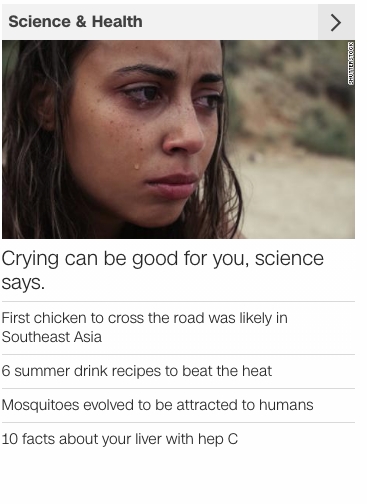 Science & Health
SHUTTERSTOCK
Crying can be good for you, science
says.
First chicken to cross the road was likely in
Southeast Asia
6 summer drink recipes to beat the heat
Mosquitoes evolved to be attracted to humans
10 facts about your liver with hep C